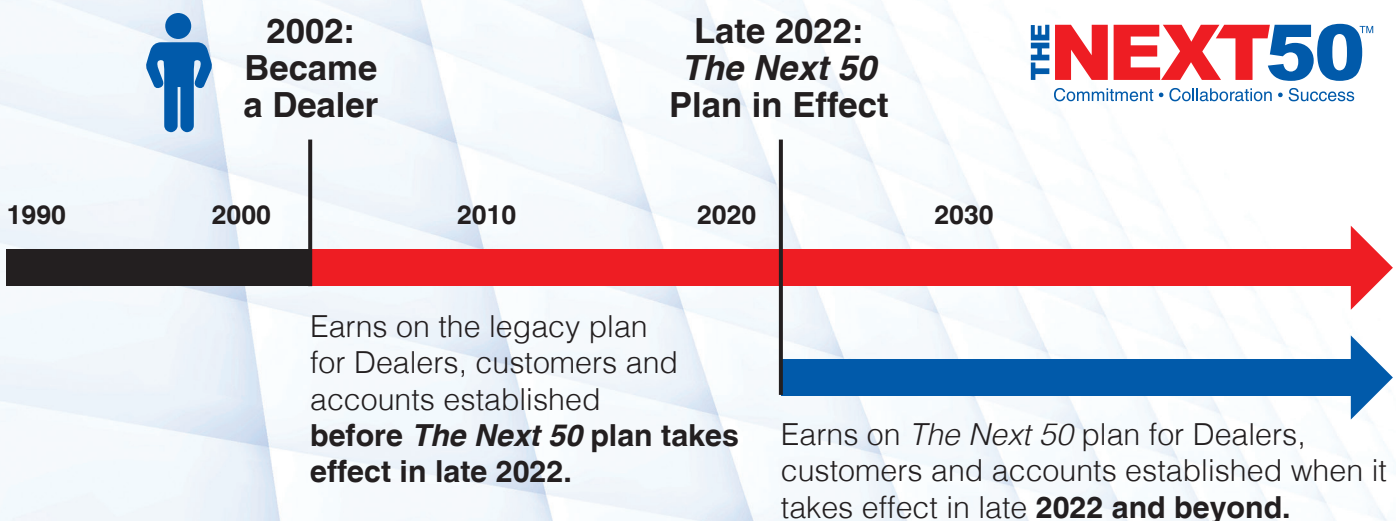 2002:
Became
a Dealer
Late 2022:
The Next 50
Plan in Effect
THE NEXT50™
Commitment • Collaboration • Success
1990 2000 2010 2020 2030
Earns on the legacy plan
for Dealers, customers and
accounts established
before The Next 50 plan takes
effect in late 2022.
Earns on The Next 50 plan for Dealers,
customers and accounts established when it
takes effect in late 2022 and beyond.